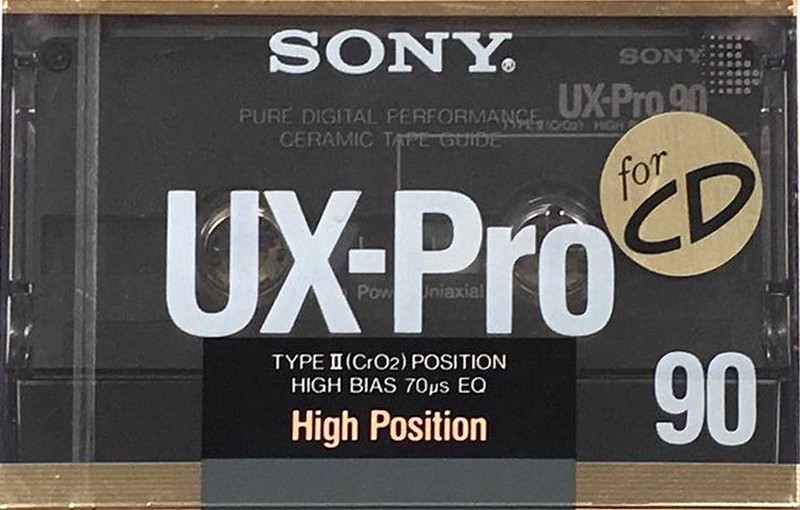 SONY®
SONY
UX-Pro 90
PURE DIGITAL PERFORMANCE
CERAMIC TAPE GUIDE
for
CD
UX-Pro
Uniaxial
TYPE II (CrO2) POSITION
HIGH BIAS 70µs EQ
High Position
90